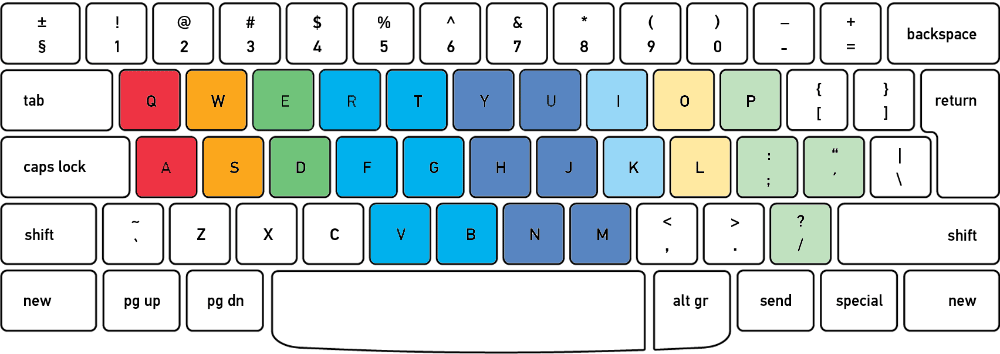 ± ! @ # $ % ^ & * ( ) _ +
§ 1 2 3 4 5 6 7 8 9 0 - = backspace
tab Q W E R T Y U I O P { } return
[ ]
caps lock A S D F G H J K L : “ |
; ′ \
shift ~ Z X C V B N M < > ? shift
` , . /
new pg up pg dn alt gr send special new